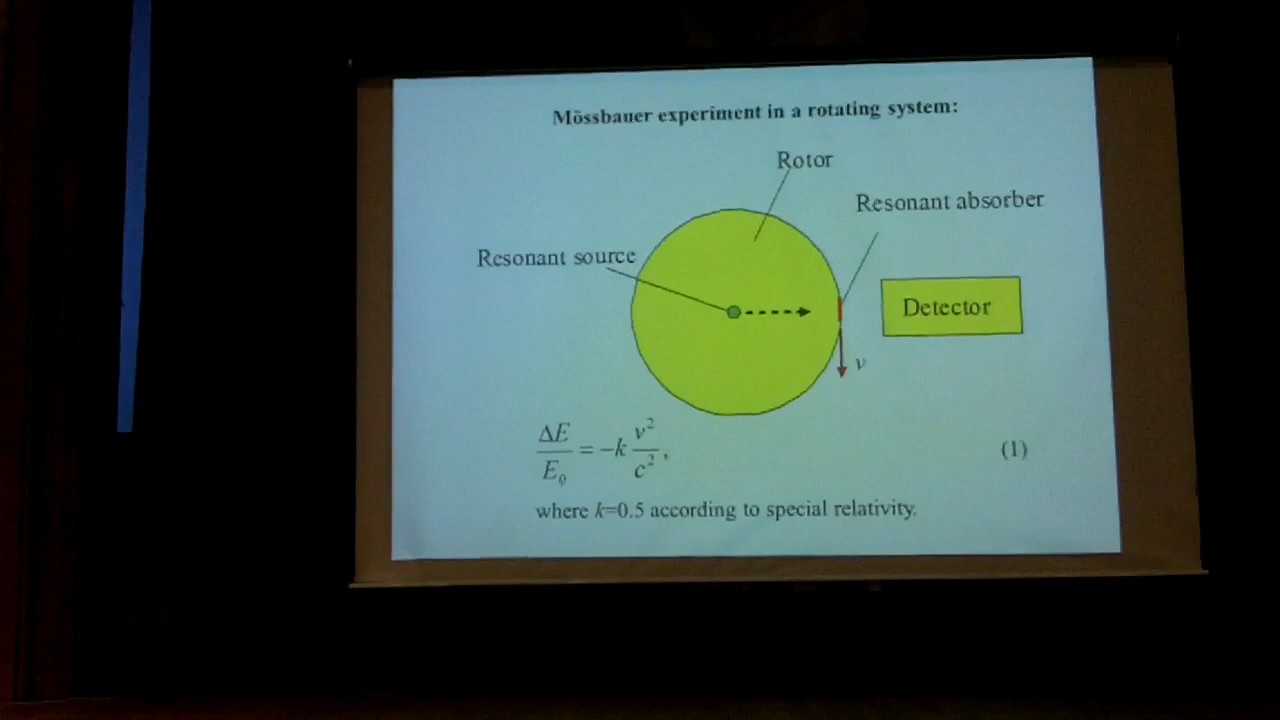 Mössbauer experiment in a rotating system:
Rotor
Resonant absorber
Resonant source
Detector
v
ΔE/E₀ = −k v²/c², (1)
where k=0.5 according to special relativity.